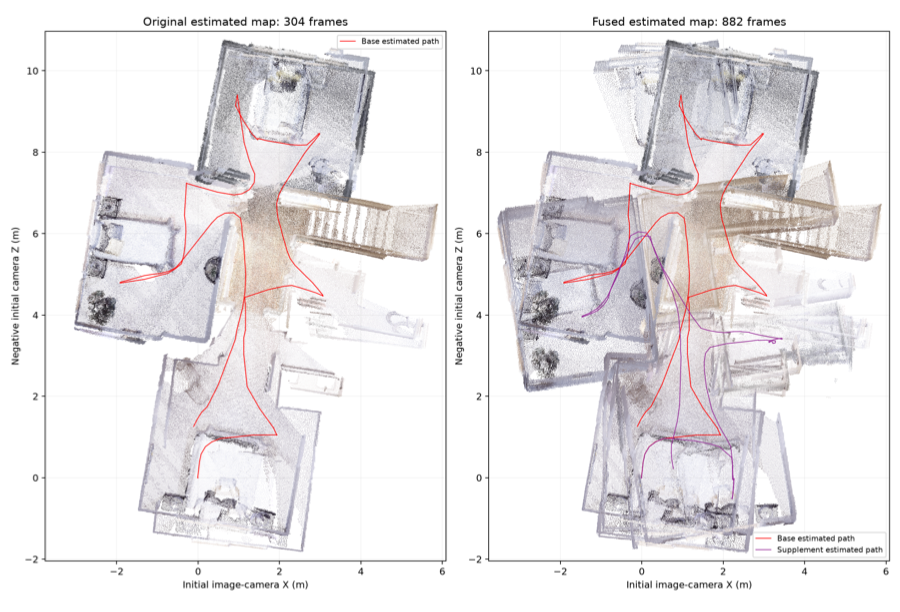 Original estimated map: 304 frames
Base estimated path
10
8
6
4
2
0
−2
Negative initial camera Z (m)
−2
0
2
4
6
Initial image-camera X (m)
Fused estimated map: 882 frames
10
8
6
4
2
0
−2
Negative initial camera Z (m)
Base estimated path
Supplement estimated path
−2
0
2
4
6
Initial image-camera X (m)